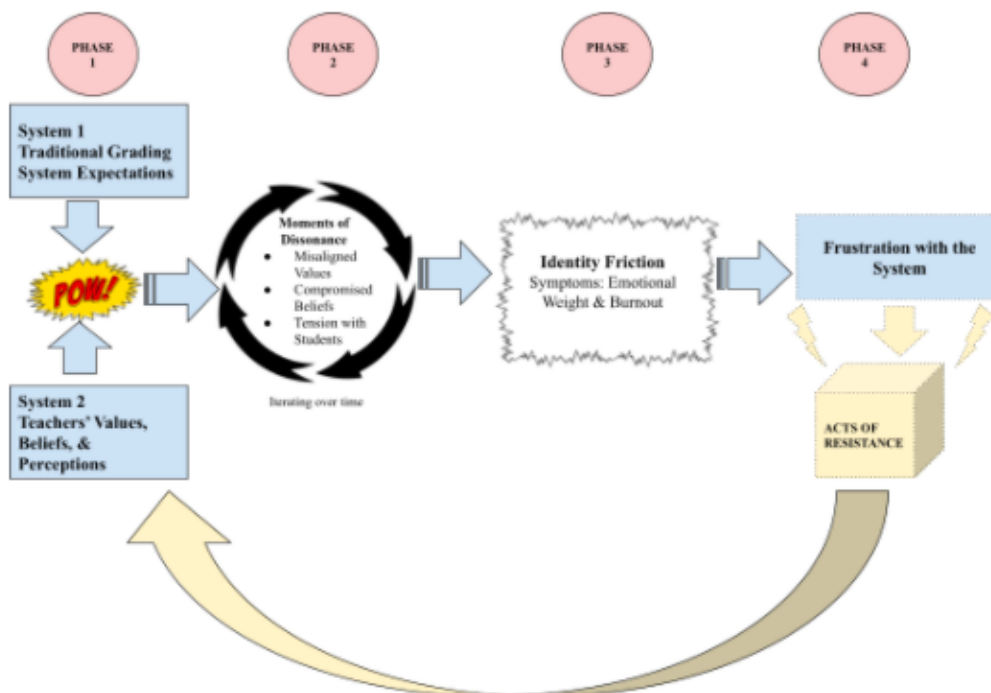 PHASE
1
PHASE
2
PHASE
3
PHASE
4
System 1
Traditional Grading
System Expectations
POW!
System 2
Teachers' Values,
Beliefs, &
Perceptions
Moments of
Dissonance
● Misaligned
Values
● Compromised
Beliefs
● Tension with
Students
Iterating over time
Identity Friction
Symptoms: Emotional
Weight & Burnout
Frustration with the
System
ACTS OF
RESISTANCE